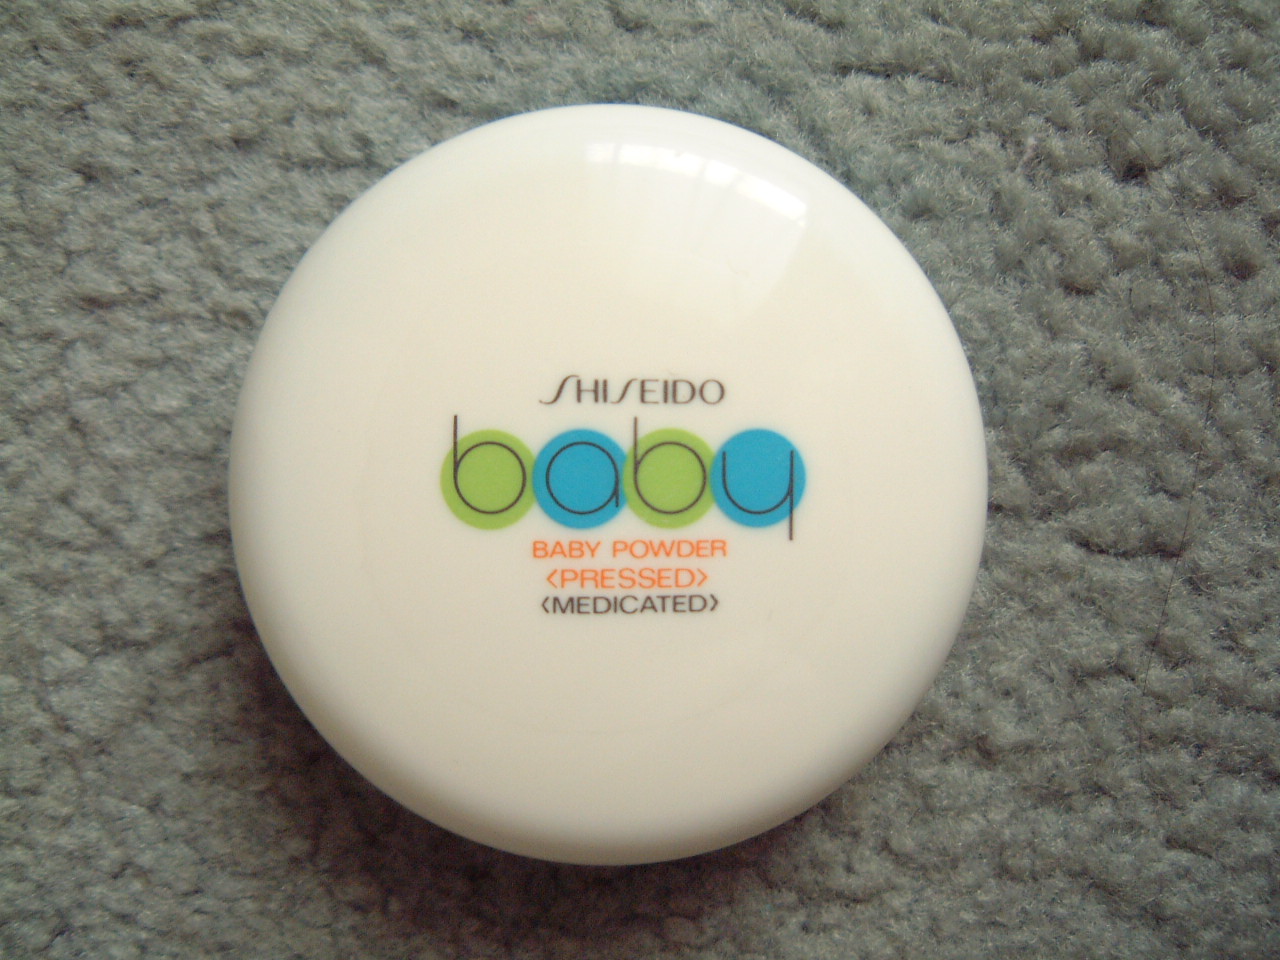 SHISEIDO
baby
BABY POWDER
<PRESSED>
<MEDICATED>